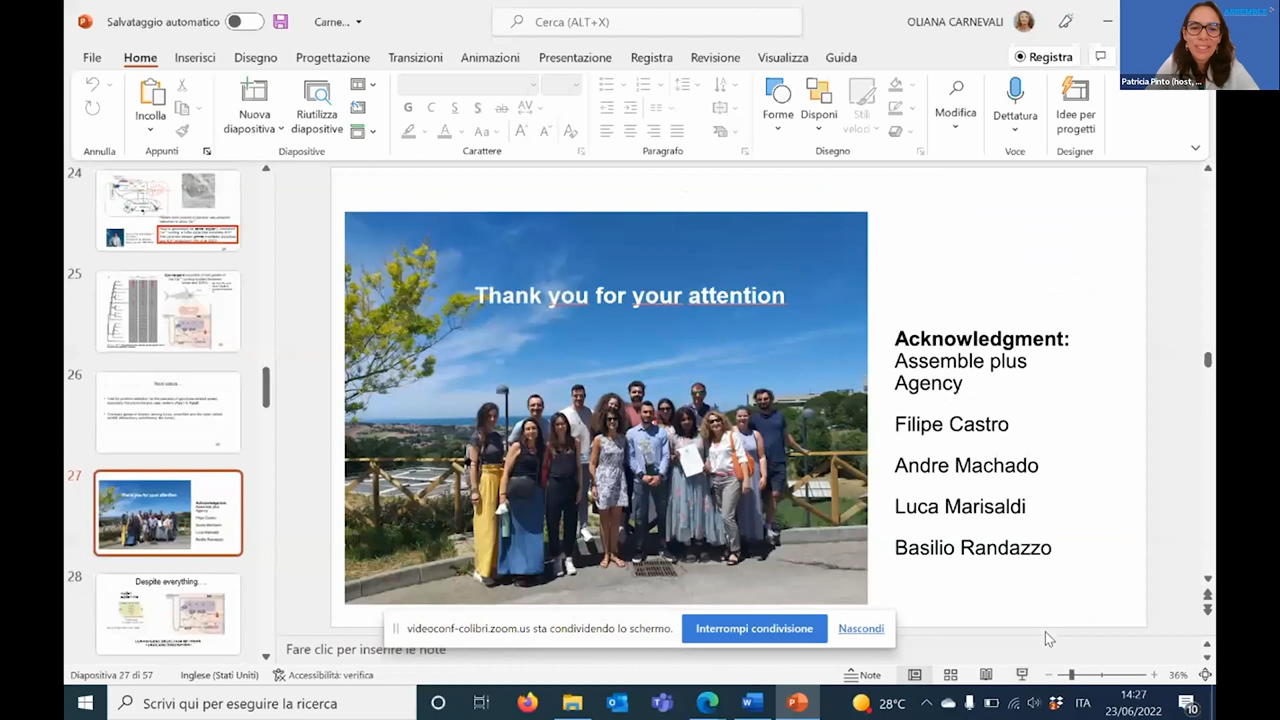 Salvataggio automatico
Carne...
Cerca (ALT+X)
OLIANA CARNEVALI
ASSEMBLE
Patricia Pinto (host, ...
File
Home
Inserisci
Disegno
Progettazione
Transizioni
Animazioni
Presentazione
Registra
Revisione
Visualizza
Guida
Registra
Incolla
Nuova diapositiva
Riutilizza diapositive
G C S ab AV
A Aa A A A
Forme
Disponi
Stili veloci
Modifica
Dettatura
Idee per progetti
Annulla
Appunti
Diapositive
Carattere
Paragrafo
Disegno
Voce
Designer
24
25
26
27
28
Despite everything...
Thank you for your attention
Acknowledgment:
Assemble plus
Agency
Filipe Castro
Andre Machado
Luca Marisaldi
Basilio Randazzo
videoconf-colibri.zoom.us sta condividendo lo schermo.
Interrompi condivisione
Nascondi
Fare clic per inserire le note
Diapositiva 27 di 57
Inglese (Stati Uniti)
Accessibilità: verifica
Note
36%
Scrivi qui per eseguire la ricerca
28°C
ITA
14:27
23/06/2022
10